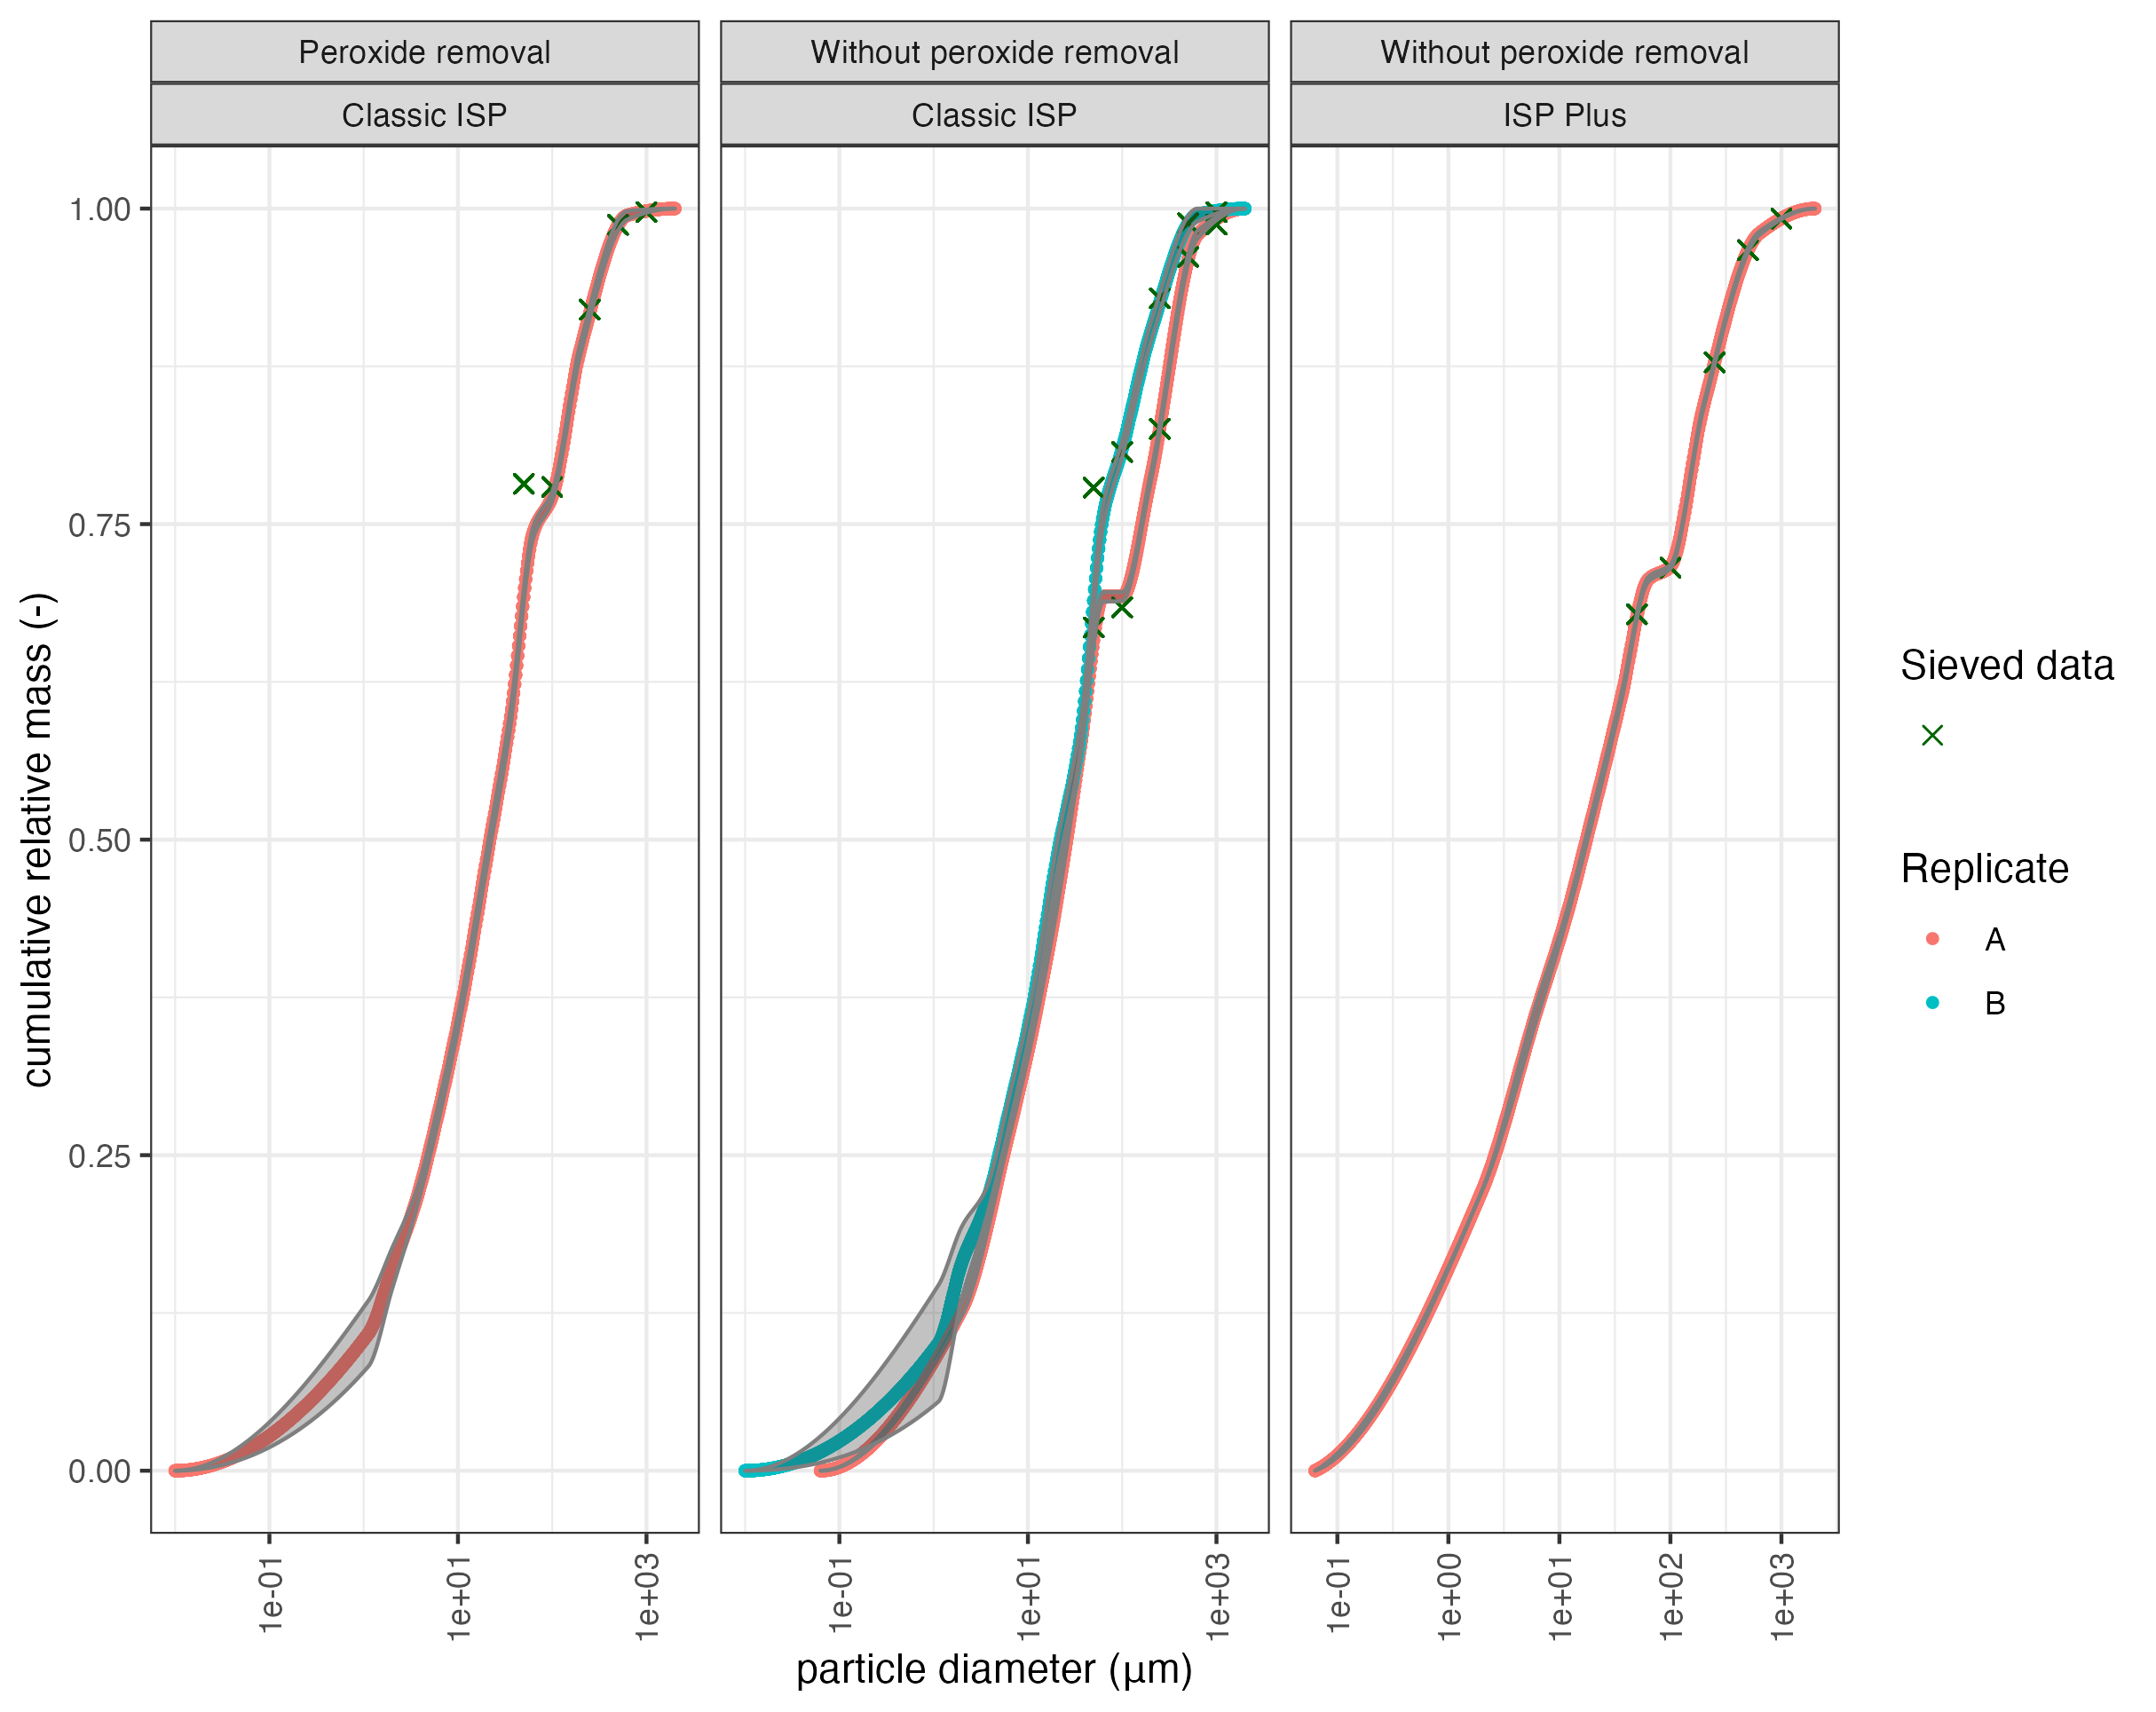 Peroxide removal
Without peroxide removal
Without peroxide removal
Classic ISP
Classic ISP
ISP Plus
cumulative relative mass (-)
1.00
0.75
0.50
0.25
0.00
1e-01
1e+01
1e+03
1e-01
1e+01
1e+03
1e-01
1e+00
1e+01
1e+02
1e+03
particle diameter (µm)
Sieved data
Replicate
A
B